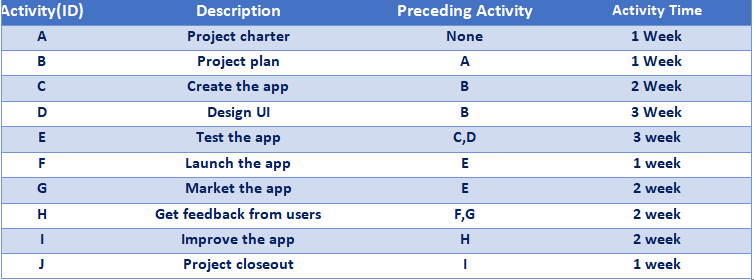 Activity(ID) Description Preceding Activity Activity Time
A Project charter None 1 Week
B Project plan A 1 Week
C Create the app B 2 Week
D Design UI B 3 Week
E Test the app C,D 3 week
F Launch the app E 1 week
G Market the app E 2 week
H Get feedback from users F,G 2 week
I Improve the app H 2 week
J Project closeout I 1 week